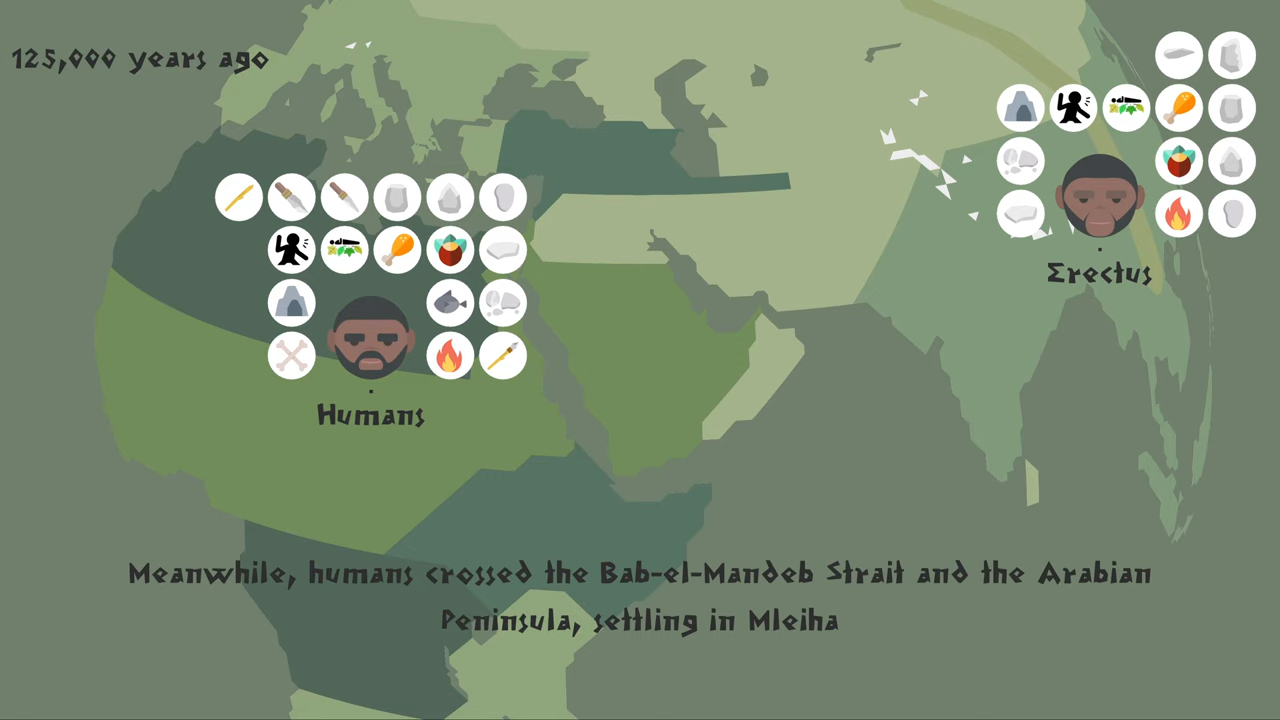 125,000 years ago
Erectus
Humans
Meanwhile, humans crossed the Bab-el-Mandeb Strait and the Arabian
Peninsula, settling in Mleiha